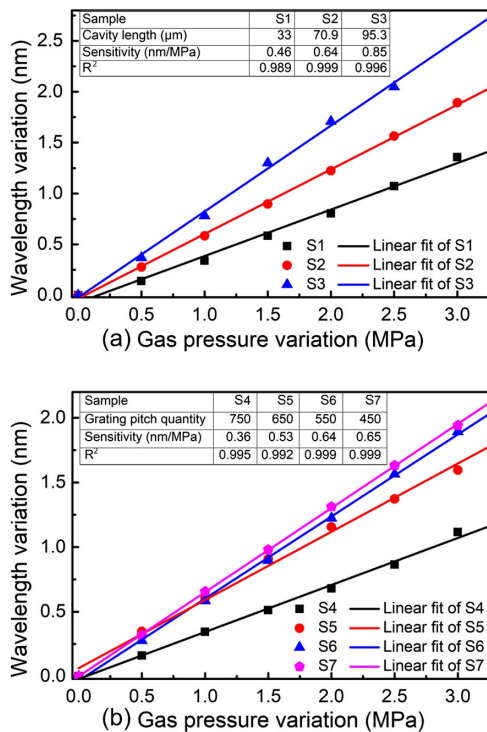 Sample S1 S2 S3
Cavity length (μm) 33 70.9 95.3
Sensitivity (nm/MPa) 0.46 0.64 0.85
R² 0.989 0.999 0.996
Wavelength variation (nm)
2.5
2.0
1.5
1.0
0.5
0.0
S1 Linear fit of S1
S2 Linear fit of S2
S3 Linear fit of S3
0.0 0.5 1.0 1.5 2.0 2.5 3.0
(a) Gas pressure variation (MPa)
Sample S4 S5 S6 S7
Grating pitch quantity 750 650 550 450
Sensitivity (nm/MPa) 0.36 0.53 0.64 0.65
R² 0.995 0.992 0.999 0.999
Wavelength variation (nm)
2.0
1.5
1.0
0.5
0.0
S4 Linear fit of S4
S5 Linear fit of S5
S6 Linear fit of S6
S7 Linear fit of S7
0.0 0.5 1.0 1.5 2.0 2.5 3.0
(b) Gas pressure variation (MPa)